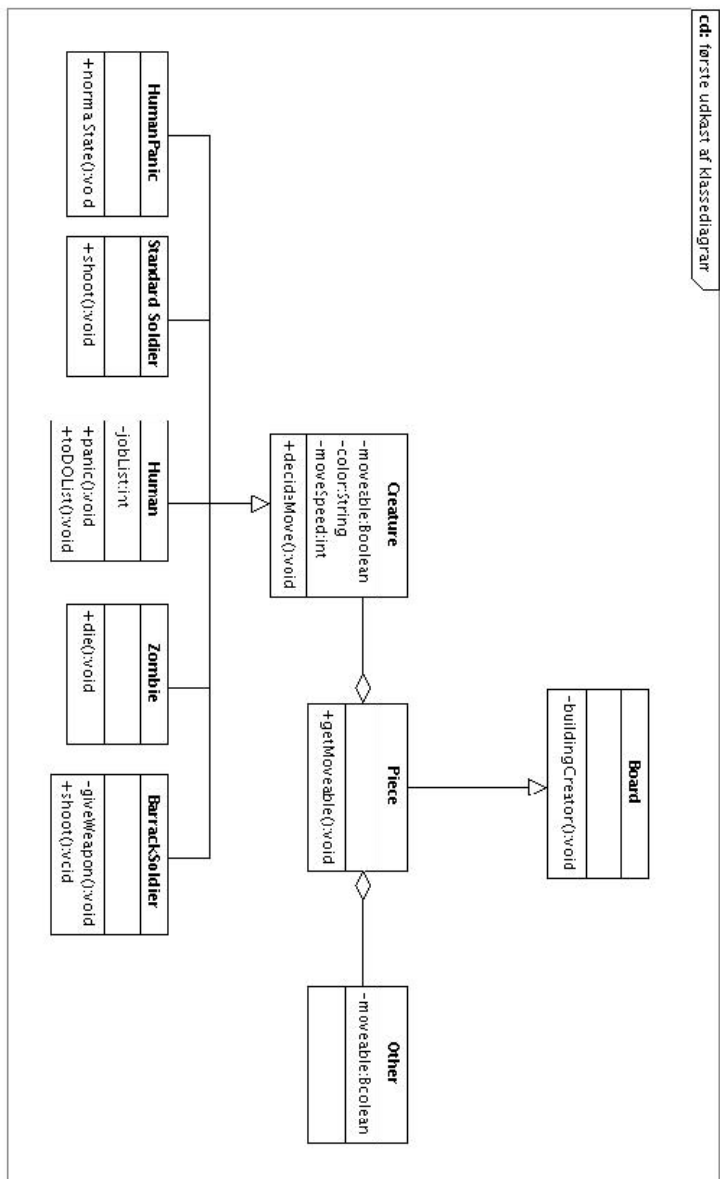 cd: første udkast af klassediagram
Board
-buildingCreator():void
Creature
-moveable:Boolean
-color:String
-moveSpeed:int
+decideMove():void
Piece
+getMoveable():void
Other
-moveable:Boolean
HumanPanic
+normalState():void
Standard Soldier
+shoot():void
Human
-jobList:int
+panic():void
+toDOList():void
Zombie
+die():void
BarrackSoldier
-giveWeapon():void
+shoot():void